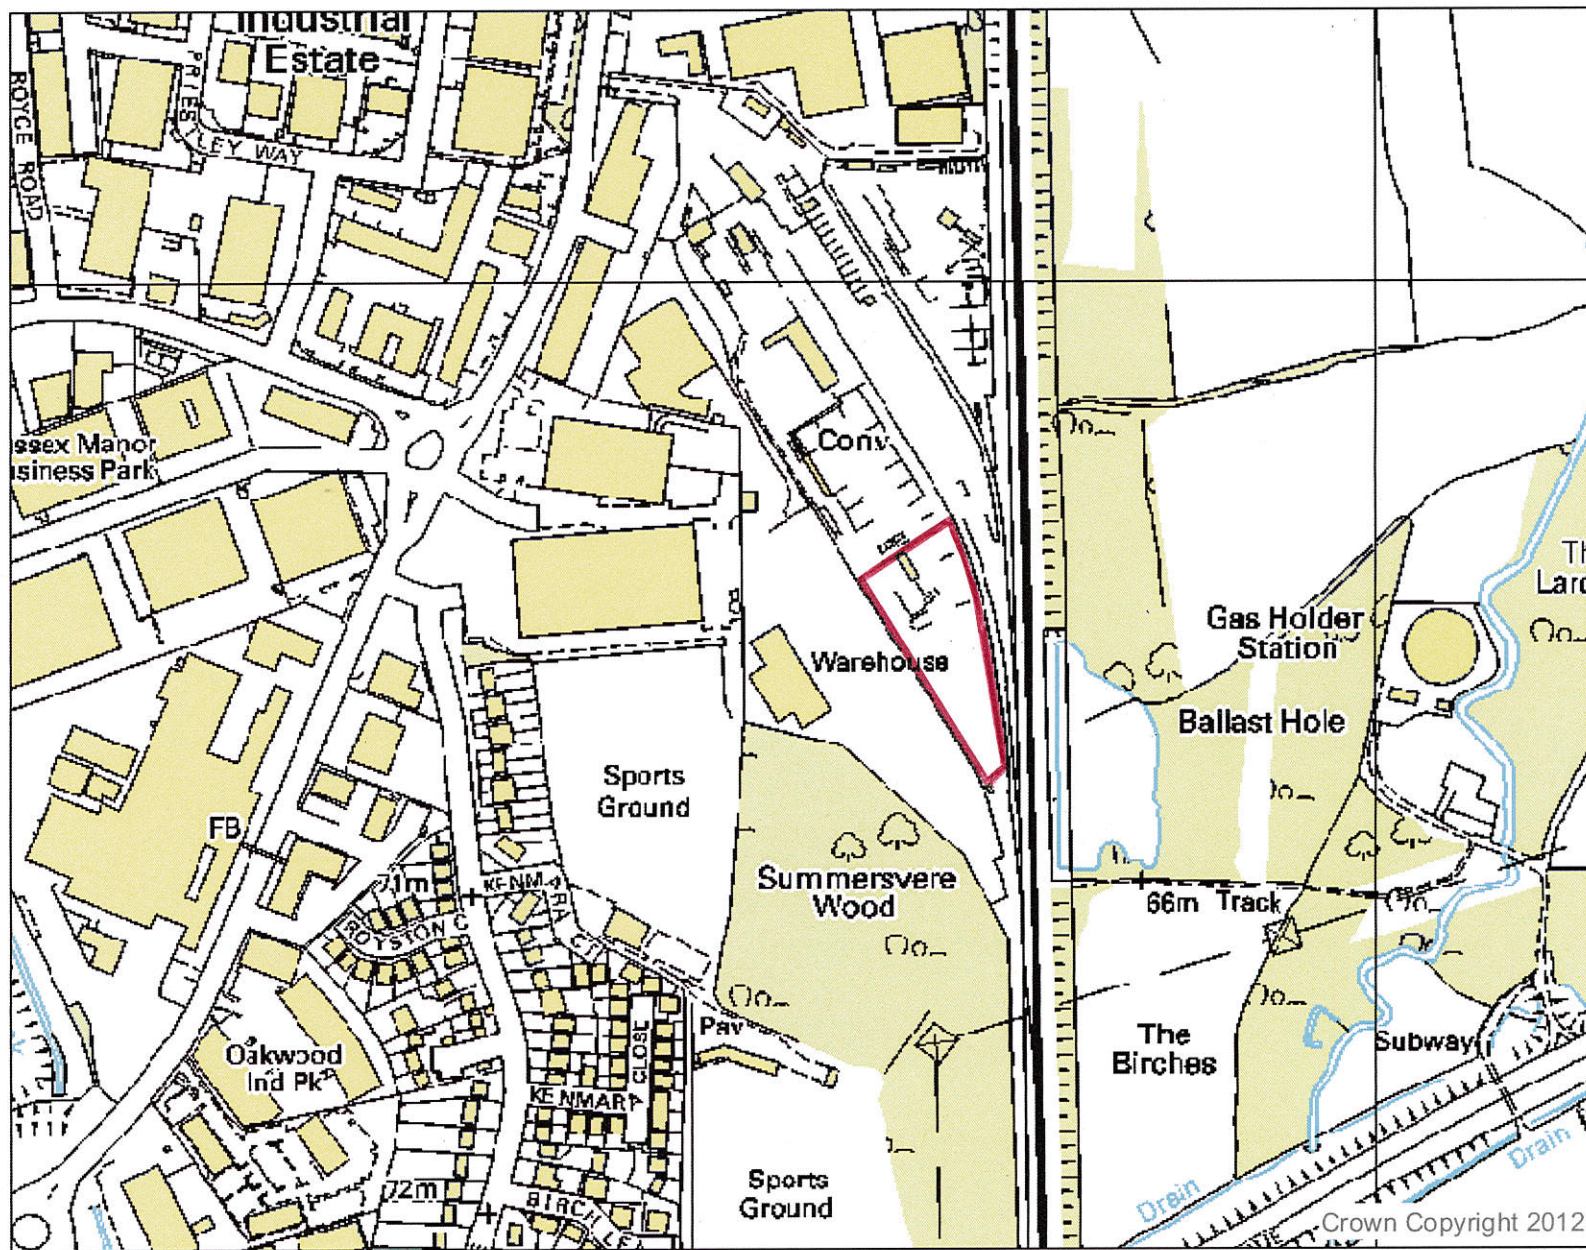 Industrial
Estate
PRIESTLEY WAY
ROYCE ROAD
ssex Manor
usiness Park
Conv
Warehouse
Gas Holder
Station
Ballast Hole
Sports
Ground
FB
71m
KENMARA CT
ROYSTON C
Summersvere
Wood
66m Track
Pav
CLOSE
KENMARA
Oakwood
Ind Pk
The
Birches
Subway
72m
BIRCH LEA
Sports
Ground
Drain
Drain
Crown Copyright 2012